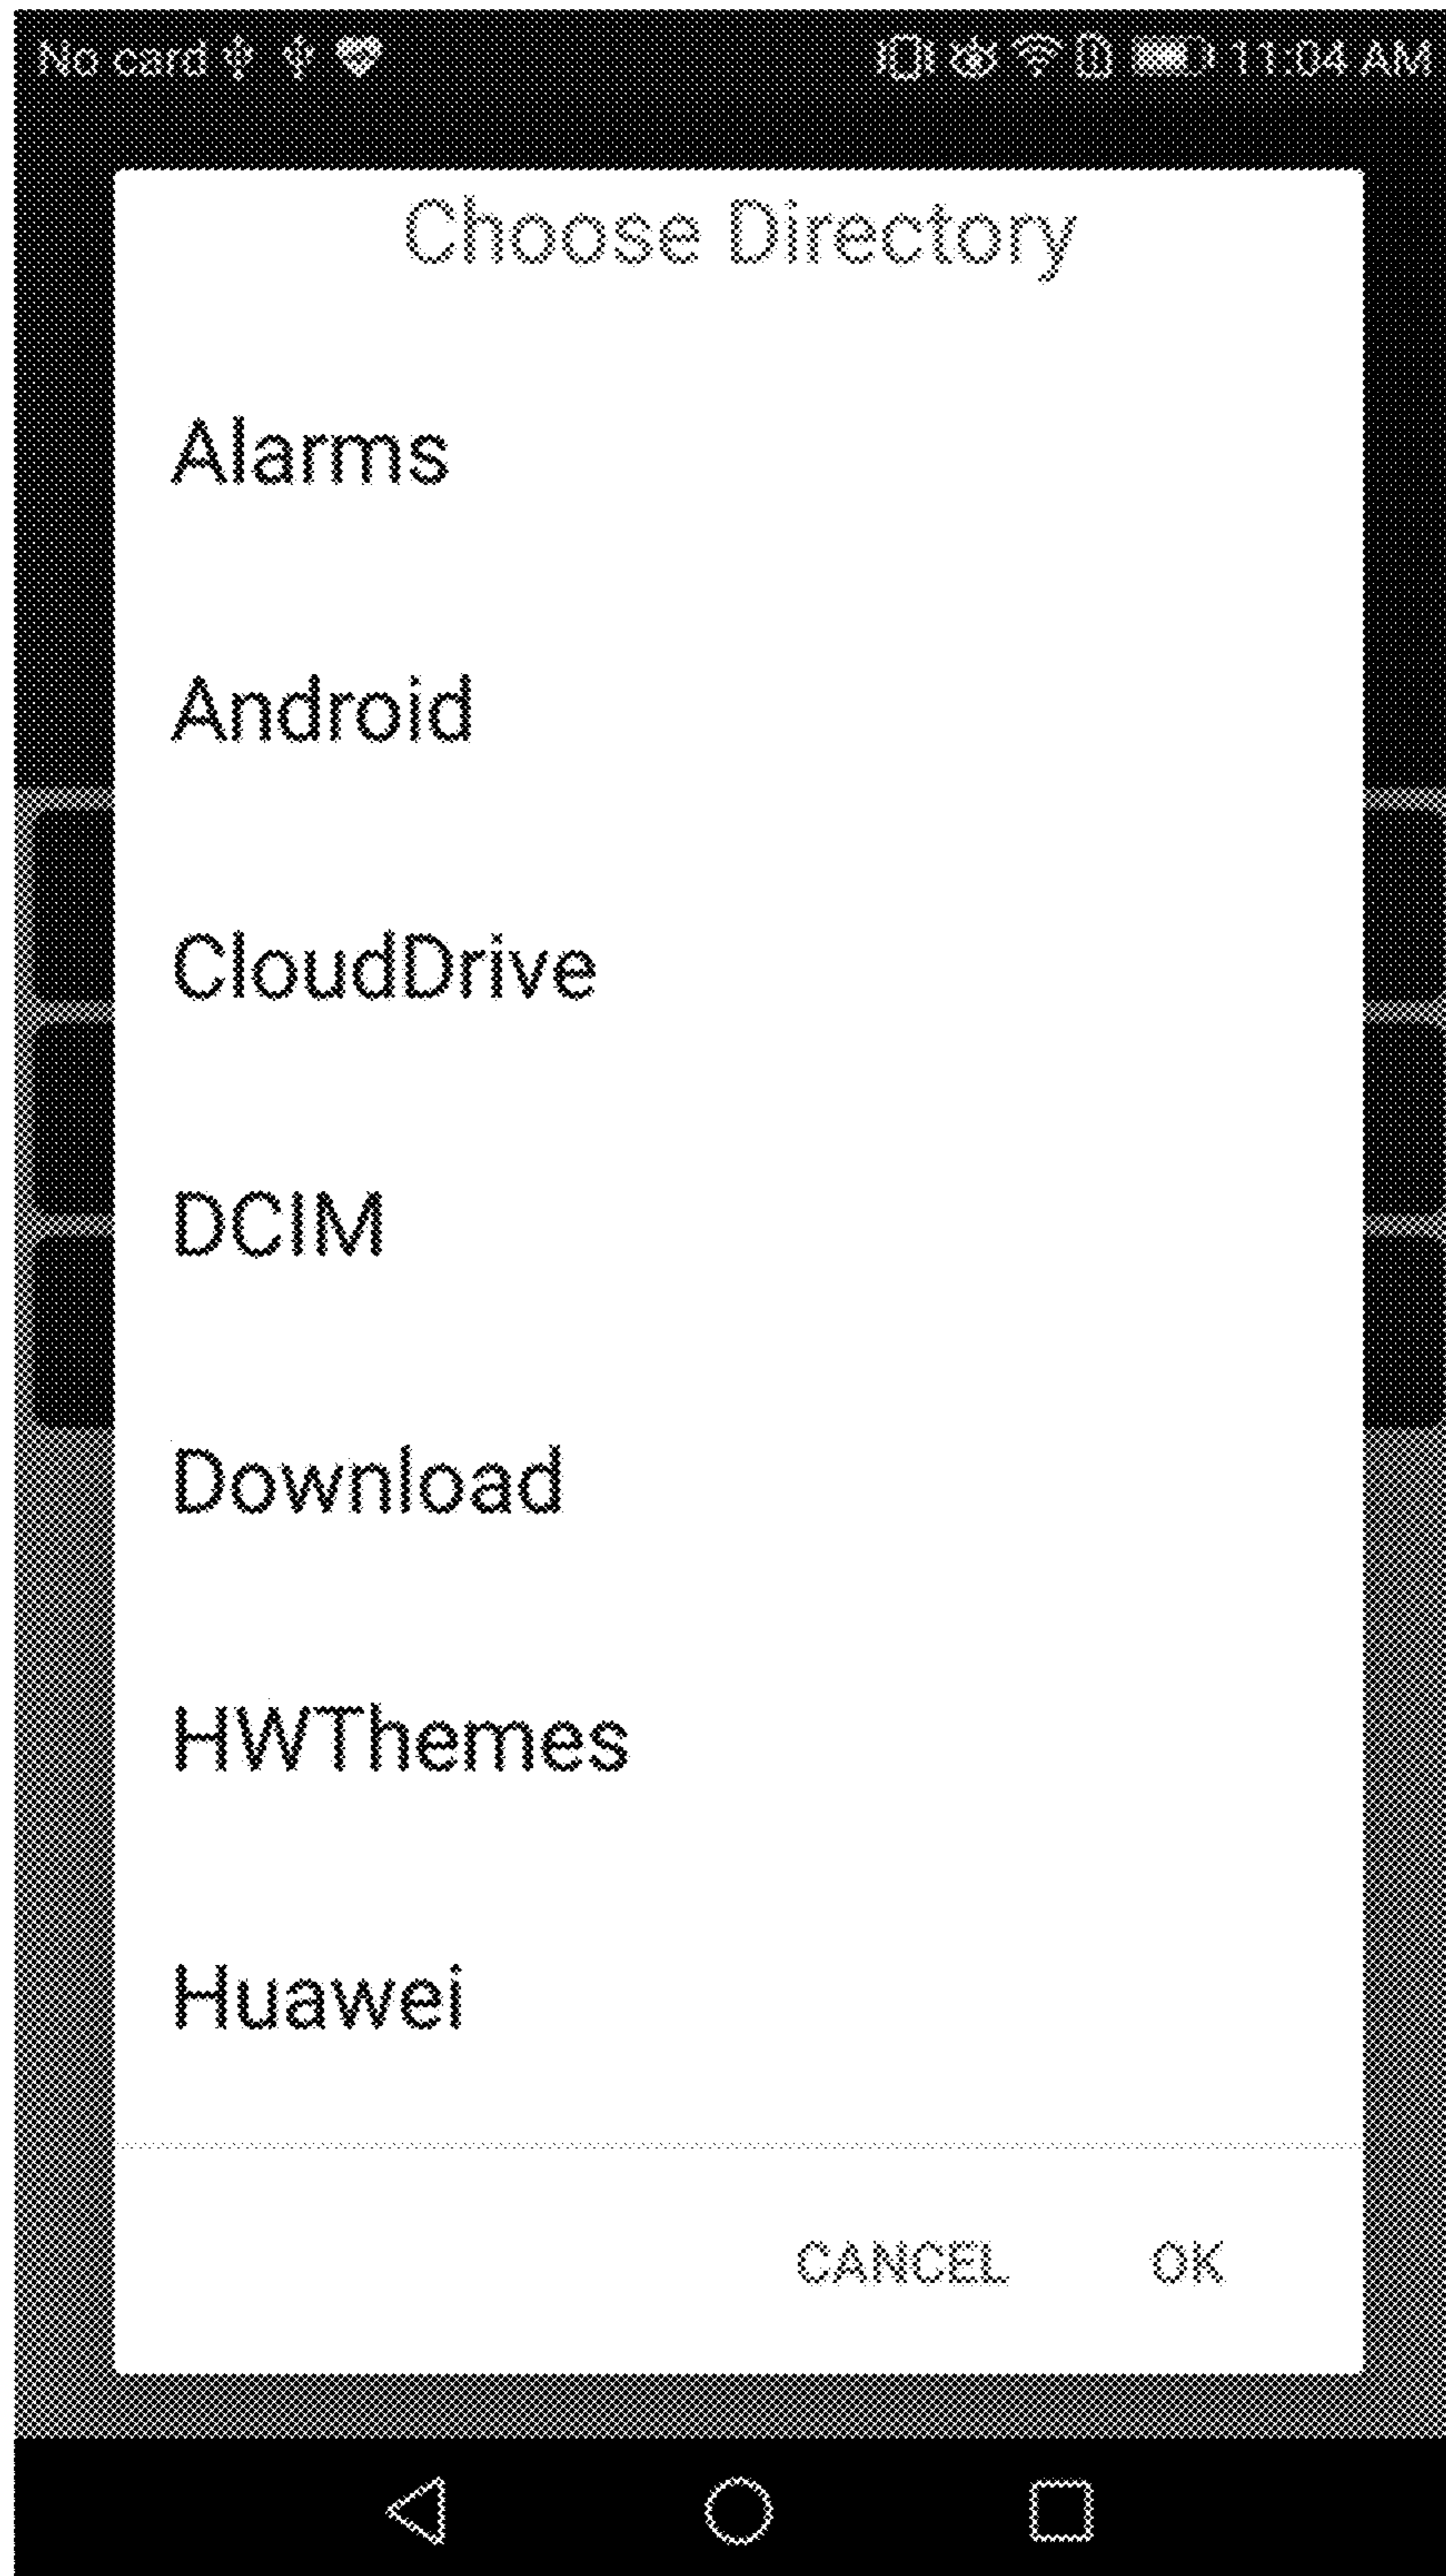 No card 11:04 AM
Choose Directory
Alarms
Android
CloudDrive
DCIM
Download
HWThemes
Huawei
CANCEL OK